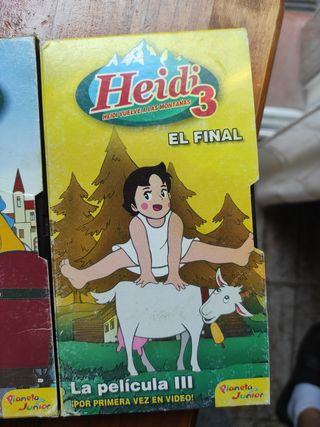 Heidi 3
HEIDI VUELVE A LAS MONTAÑAS
EL FINAL
La película III
¡POR PRIMERA VEZ EN VIDEO!
Planeta Junior
Planeta Junior